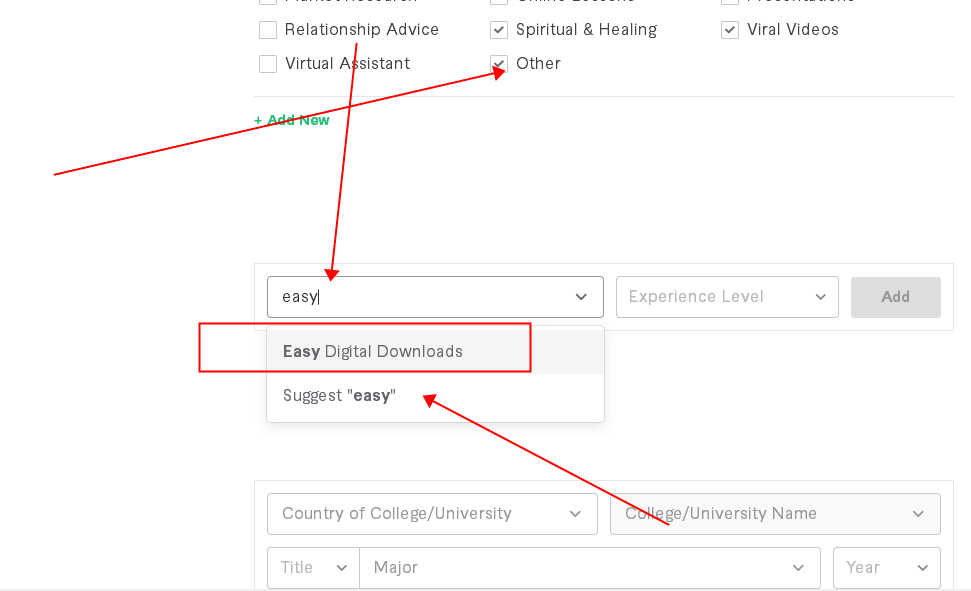 Relationship Advice Spiritual & Healing Viral Videos
Virtual Assistant Other
+ Add New
easy Experience Level Add
Easy Digital Downloads
Suggest "easy"
Country of College/University College/University Name
Title Major Year